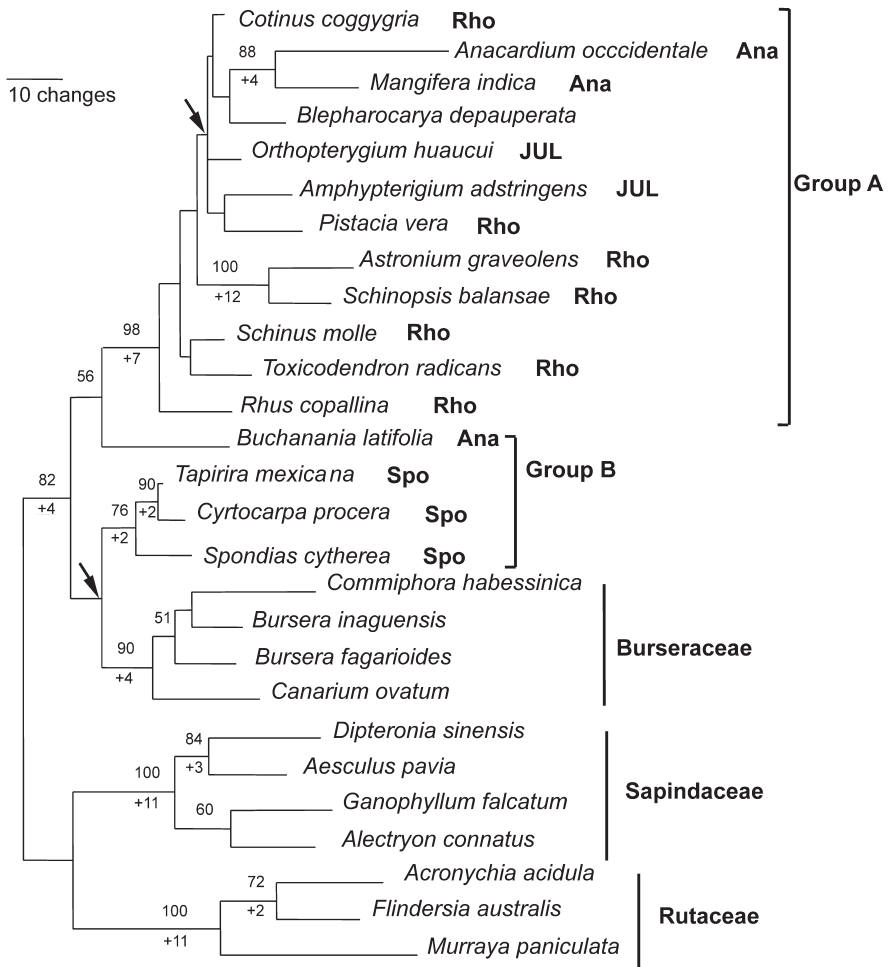 Cotinus coggygria Rho
88
+4
Anacardium occcidentale Ana
10 changes
Mangifera indica Ana
Blepharocarya depauperata
Orthopterygium huaucui JUL
Group A
Amphypterigium adstringens JUL
Pistacia vera Rho
100
+12
Astronium graveolens Rho
Schinopsis balansae Rho
98
+7
Schinus molle Rho
Toxicodendron radicans Rho
56
Rhus copallina Rho
Buchanania latifolia Ana
Group B
82
+4
90
+2
Tapirira mexicana Spo
76
+2
Cyrtocarpa procera Spo
Spondias cytherea Spo
Commiphora habessinica
51
Bursera inaguensis
90
+4
Bursera fagarioides
Burseraceae
Canarium ovatum
84
+3
Dipteronia sinensis
100
+11
Aesculus pavia
Sapindaceae
60
Ganophyllum falcatum
Alectryon connatus
72
+2
Acronychia acidula
100
+11
Flindersia australis
Rutaceae
Murraya paniculata